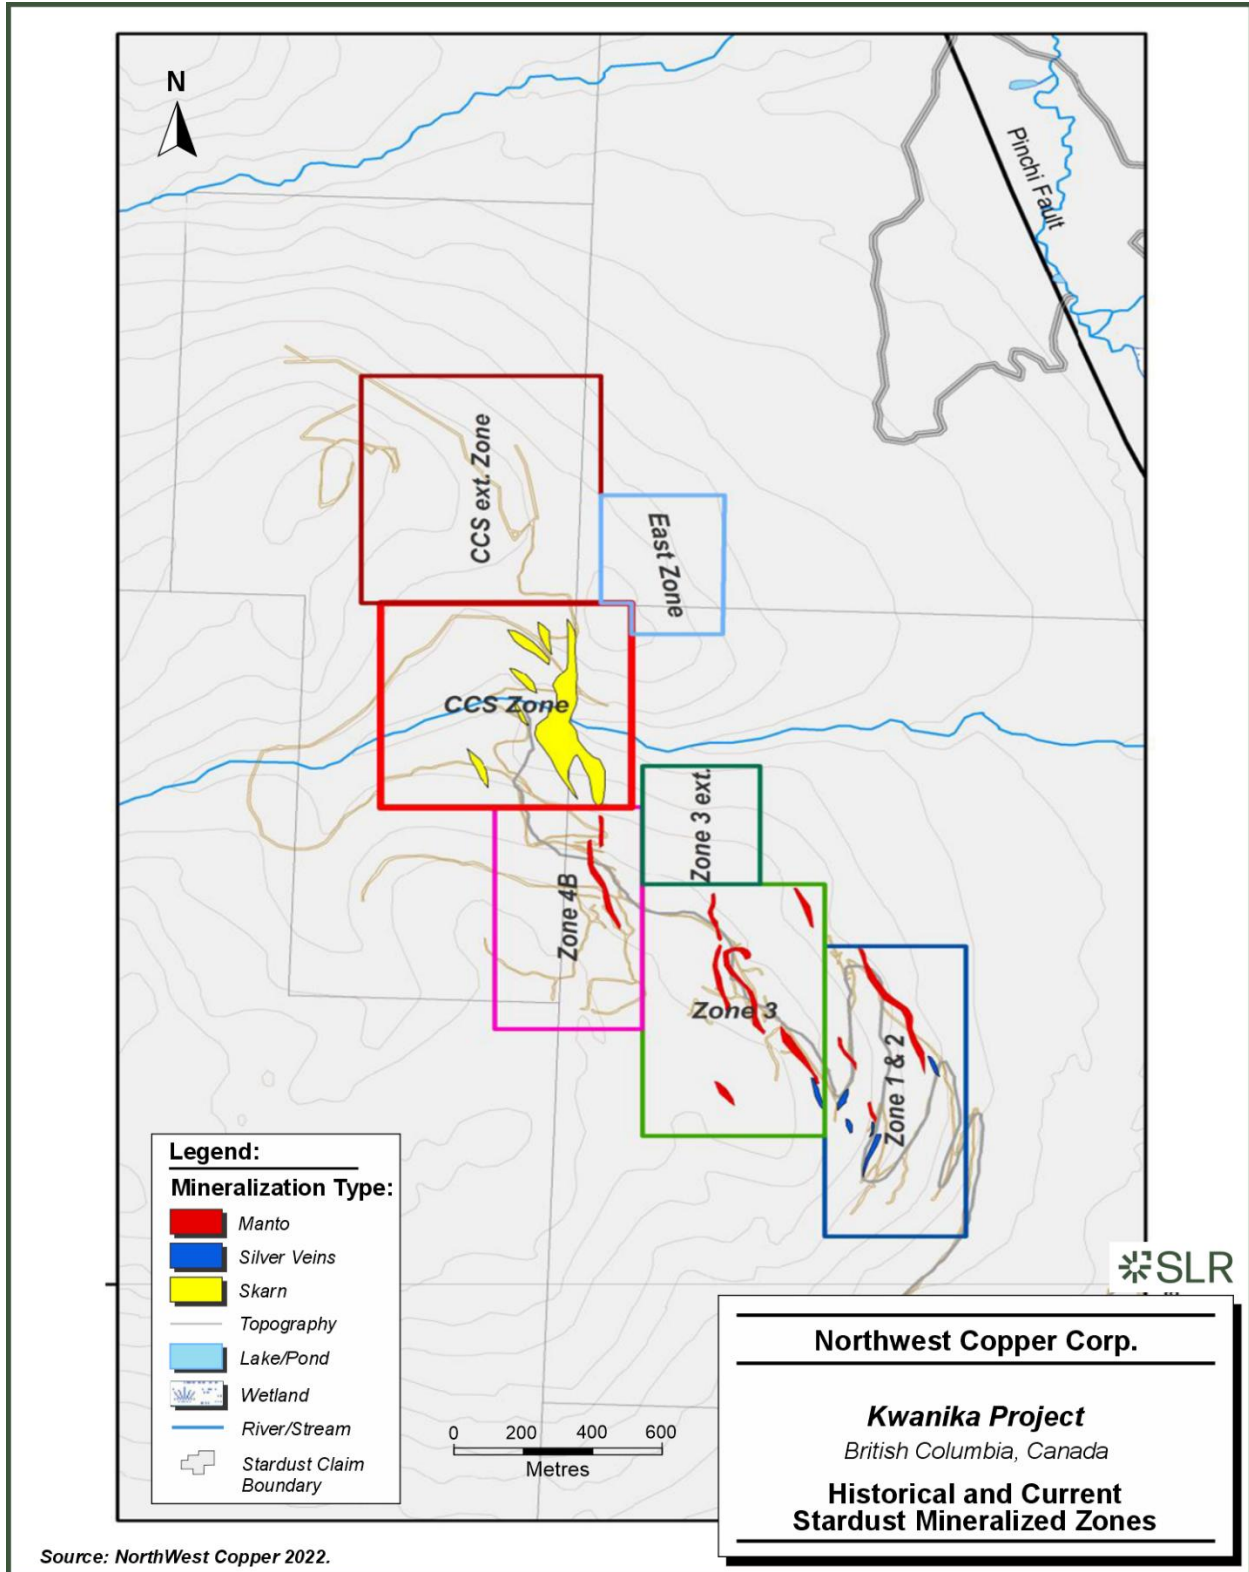 N
Pinchi Fault
CCS ext. Zone
East Zone
CCS Zone
Zone 3 ext.
Zone 4B
Zone 3
Zone 1 & 2
Legend:
Mineralization Type:
Manto
Silver Veins
Skarn
Topography
Lake/Pond
Wetland
River/Stream
Stardust Claim
Boundary
0 200 400 600
Metres
SLR
Northwest Copper Corp.
Kwanika Project
British Columbia, Canada
Historical and Current
Stardust Mineralized Zones
Source: NorthWest Copper 2022.